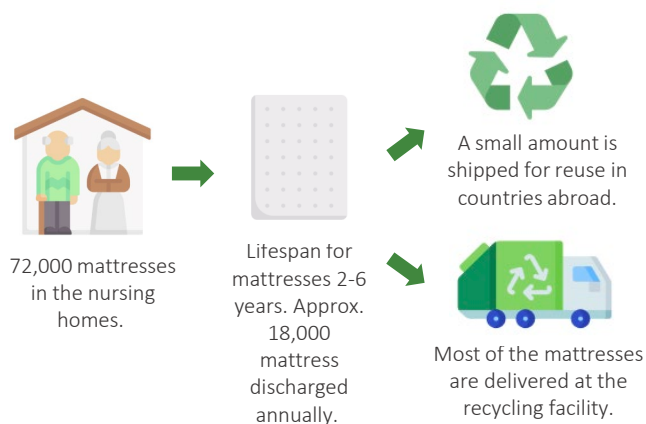 72,000 mattresses
in the nursing
homes.
Lifespan for
mattresses 2-6
years. Approx.
18,000
mattress
discharged
annually.
A small amount is
shipped for reuse in
countries abroad.
Most of the mattresses
are delivered at the
recycling facility.